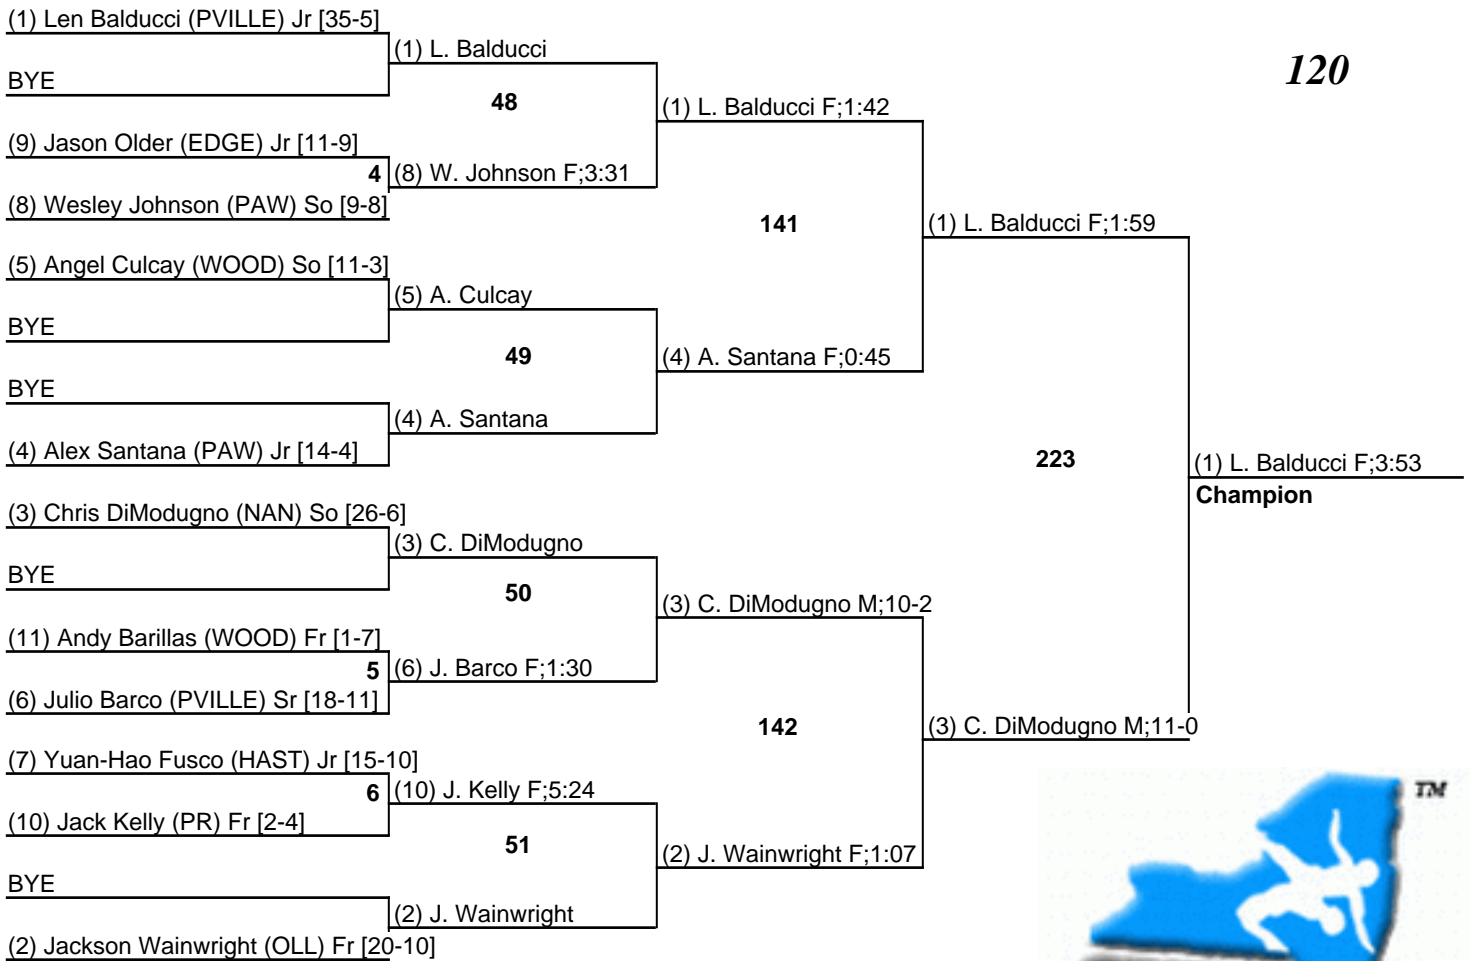 (1) Len Balducci (PVILLE) Jr [35-5]
BYE
(9) Jason Older (EDGE) Jr [11-9]
4
(8) Wesley Johnson (PAW) So [9-8]
(5) Angel Culcay (WOOD) So [11-3]
BYE
BYE
(4) Alex Santana (PAW) Jr [14-4]
(3) Chris DiModugno (NAN) So [26-6]
BYE
(11) Andy Barillas (WOOD) Fr [1-7]
5
(6) Julio Barco (PVILLE) Sr [18-11]
(7) Yuan-Hao Fusco (HAST) Jr [15-10]
6
(10) Jack Kelly (PR) Fr [2-4]
BYE
(2) Jackson Wainwright (OLL) Fr [20-10]
(1) L. Balducci
48
(8) W. Johnson F;3:31
(5) A. Culcay
49
(4) A. Santana
(3) C. DiModugno
50
(6) J. Barco F;1:30
(10) J. Kelly F;5:24
51
(2) J. Wainwright
(1) L. Balducci F;1:42
141
(4) A. Santana F;0:45
(3) C. DiModugno M;10-2
142
(2) J. Wainwright F;1:07
(1) L. Balducci F;1:59
223
(3) C. DiModugno M;11-0
(1) L. Balducci F;3:53
Champion
120
TM